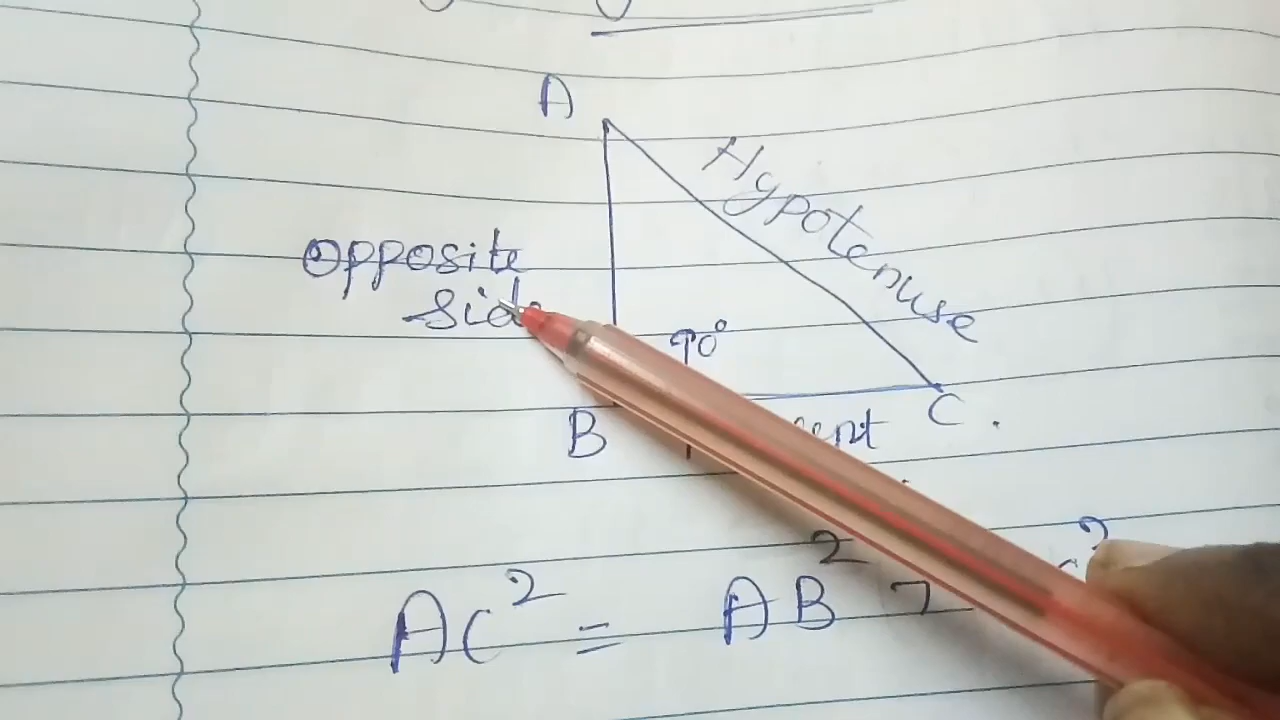 A
Hypotenuse
Opposite
Side
90°
B
C.
AC² = AB²